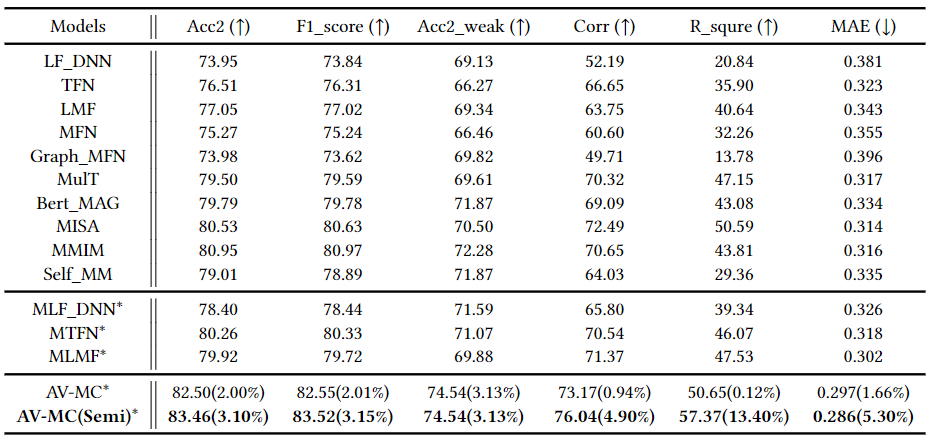 Models Acc2 (↑) F1_score (↑) Acc2_weak (↑) Corr (↑) R_squre (↑) MAE (↓)
LF_DNN 73.95 73.84 69.13 52.19 20.84 0.381
TFN 76.51 76.31 66.27 66.65 35.90 0.323
LMF 77.05 77.02 69.34 63.75 40.64 0.343
MFN 75.27 75.24 66.46 60.60 32.26 0.355
Graph_MFN 73.98 73.62 69.82 49.71 13.78 0.396
MulT 79.50 79.59 69.61 70.32 47.15 0.317
Bert_MAG 79.79 79.78 71.87 69.09 43.08 0.334
MISA 80.53 80.63 70.50 72.49 50.59 0.314
MMIM 80.95 80.97 72.28 70.65 43.81 0.316
Self_MM 79.01 78.89 71.87 64.03 29.36 0.335
MLF_DNN* 78.40 78.44 71.59 65.80 39.34 0.326
MTFN* 80.26 80.33 71.07 70.54 46.07 0.318
MLMF* 79.92 79.72 69.88 71.37 47.53 0.302
AV-MC* 82.50(2.00%) 82.55(2.01%) 74.54(3.13%) 73.17(0.94%) 50.65(0.12%) 0.297(1.66%)
AV-MC(Semi)* 83.46(3.10%) 83.52(3.15%) 74.54(3.13%) 76.04(4.90%) 57.37(13.40%) 0.286(5.30%)